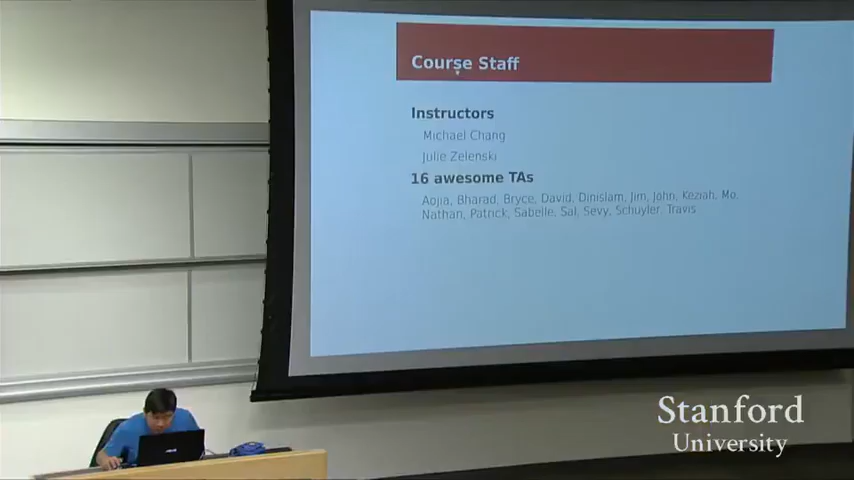 Course Staff
Instructors
Michael Chang
Julie Zelenski
16 awesome TAs
Aojia, Bharad, Bryce, David, Dinislam, Jim, John, Keziah, Mo,
Nathan, Patrick, Sabelle, Sal, Sevy, Schuyler, Travis
Stanford
University